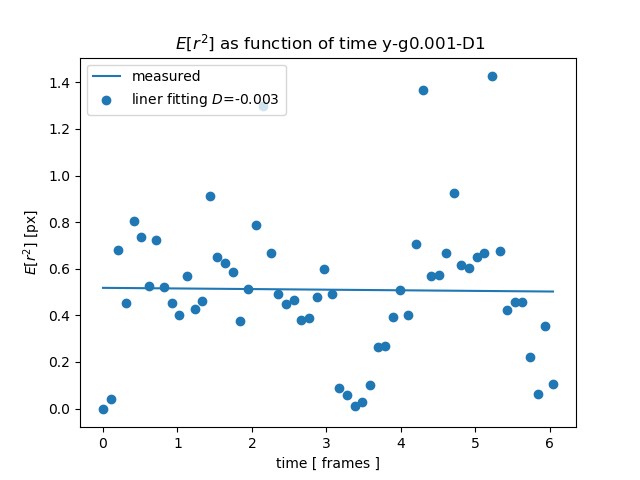 E[r²] as function of time y-g0.001-D1
measured
liner fitting D=-0.003
1.4
1.2
1.0
0.8
0.6
0.4
0.2
0.0
E[r²] [px]
0 1 2 3 4 5 6
time [ frames ]